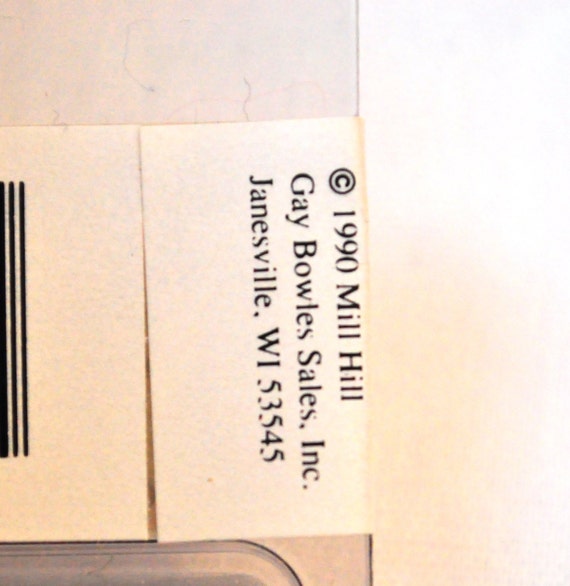 © 1990 Mill Hill
Gay Bowles Sales, Inc.
Janesville, WI 53545